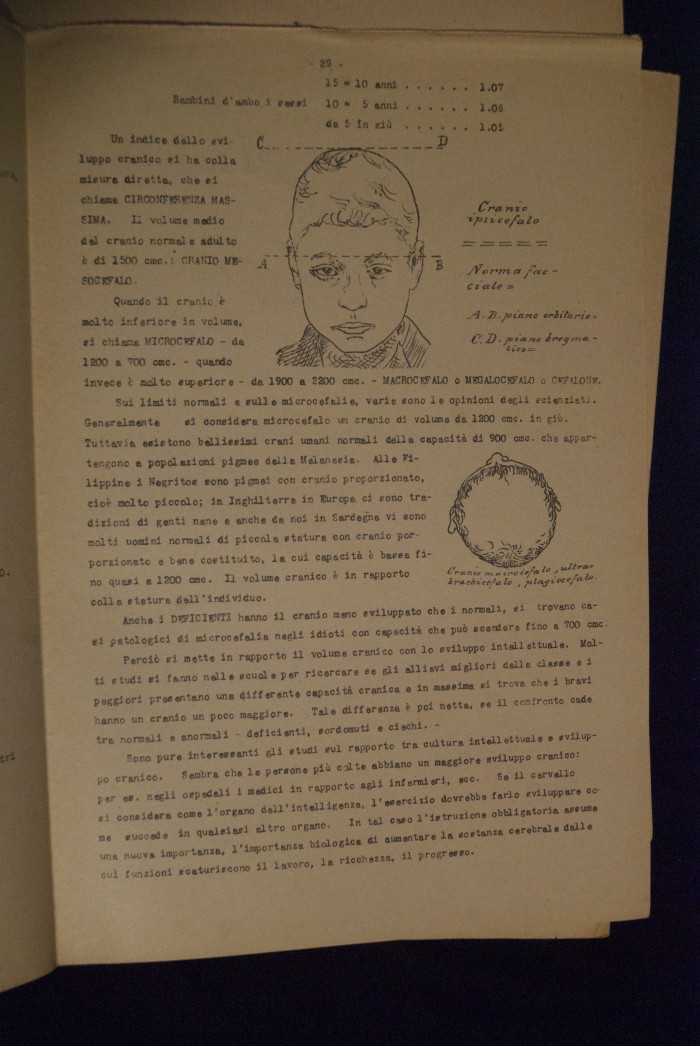 - 29 -
15 = 10 anni . . . . . . 1.07
Bambini d'ambo i sessi 10 = 5 anni . . . . . . 1.06
da 5 in giù . . . . . . 1.05
Un indice dello svi-
luppo cranico si ha colla
misura diretta, che si
chiama CIRCONFERENZA MAS-
SIMA. Il volume medio
del cranio normale adulto
è di 1500 cmc.: CRANIO ME-
SOCEFALO.
Quando il cranio è
molto inferiore in volume,
si chiama MICROCEFALO - da
1200 a 700 cmc. - quando
C D
A B
Cranio
ipsicefalo
=====
Norma fac-
ciale =
A.B. piano orbitario-
C.D. piano bregma-
tico=
invece è molto superiore - da 1900 a 2200 cmc. - MACROCEFALO o MEGALOCEFALO o CEFALONE.
Sui limiti normali e sulle microcefalie, varie sono le opinioni degli scienziati.
Generalmente si considera microcefalo un cranio di volume da 1200 cmc. in giù.
Tuttavia esistono bellissimi crani umani normali della capacità di 900 cmc. che appar-
tengono a popolazioni pigmee della Melanesia. Alle Fi-
lippine i Negritos sono pigmei con cranio proporzionato,
cioè molto piccolo; in Inghilterra in Europa ci sono tra-
dizioni di genti nane e anche da noi in Sardegna vi sono
molti uomini normali di piccola statura con cranio por-
porzionato e bene costituito, la cui capacità è bassa fi-
no quasi a 1200 cmc. Il volume cranico è in rapporto
colla statura dell'individuo.
Cranio macrocefalo, ultra-
brachicefalo, plagiocefalo.
Anche i DEFICIENTI hanno il cranio meno sviluppato che i normali, si trovano ca-
si patologici di microcefalia negli idioti con capacità che può scendere fino a 700 cmc.
Perciò si mette in rapporto il volume cranico con lo sviluppo intellettuale. Mol-
ti studi si fanno nelle scuole per ricercare se gli allievi migliori della classe e i
peggiori presentano una differente capacità cranica e in massima si trova che i bravi
hanno un cranio un poco maggiore. Tale differenza è poi netta, se il confronto cade
tra normali e anormali - deficienti, sordomuti e ciechi. -
Sono pure interessanti gli studi sul rapporto tra cultura intellettuale e svilup-
po cranico. Sembra che le persone più colte abbiano un maggiore sviluppo cranico:
per es. negli ospedali i medici in rapporto agli infermieri, ecc. Se il cervello
si considera come l'organo dell'intelligenza, l'esercizio dovrebbe farlo sviluppare co-
me succede in qualsiasi altro organo. In tal caso l'istruzione obbligatoria assume
una nuova importanza, l'importanza biologica di aumentare la sostanza cerebrale dalle
cui funzioni scaturiscono il lavoro, la ricchezza, il progresso.